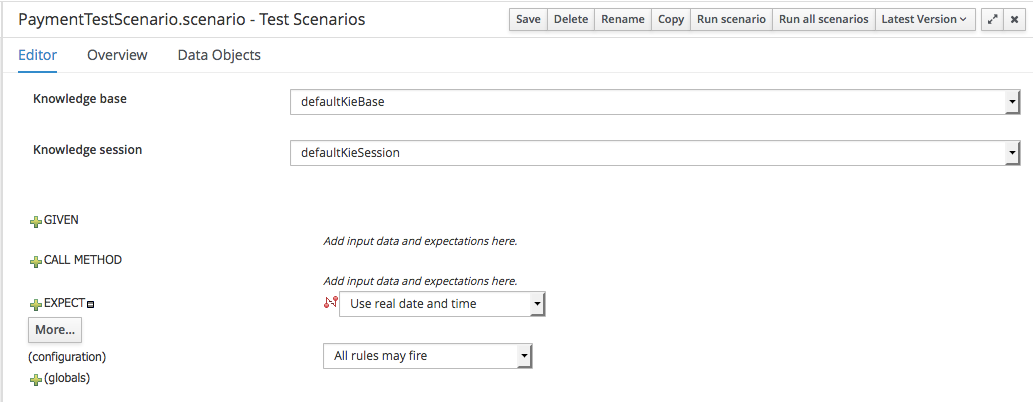 PaymentTestScenario.scenario - Test Scenarios
Save Delete Rename Copy Run scenario Run all scenarios Latest Version
Editor Overview Data Objects
Knowledge base defaultKieBase
Knowledge session defaultKieSession
GIVEN
Add input data and expectations here.
CALL METHOD
Add input data and expectations here.
EXPECT Use real date and time
More...
(configuration) All rules may fire
(globals)